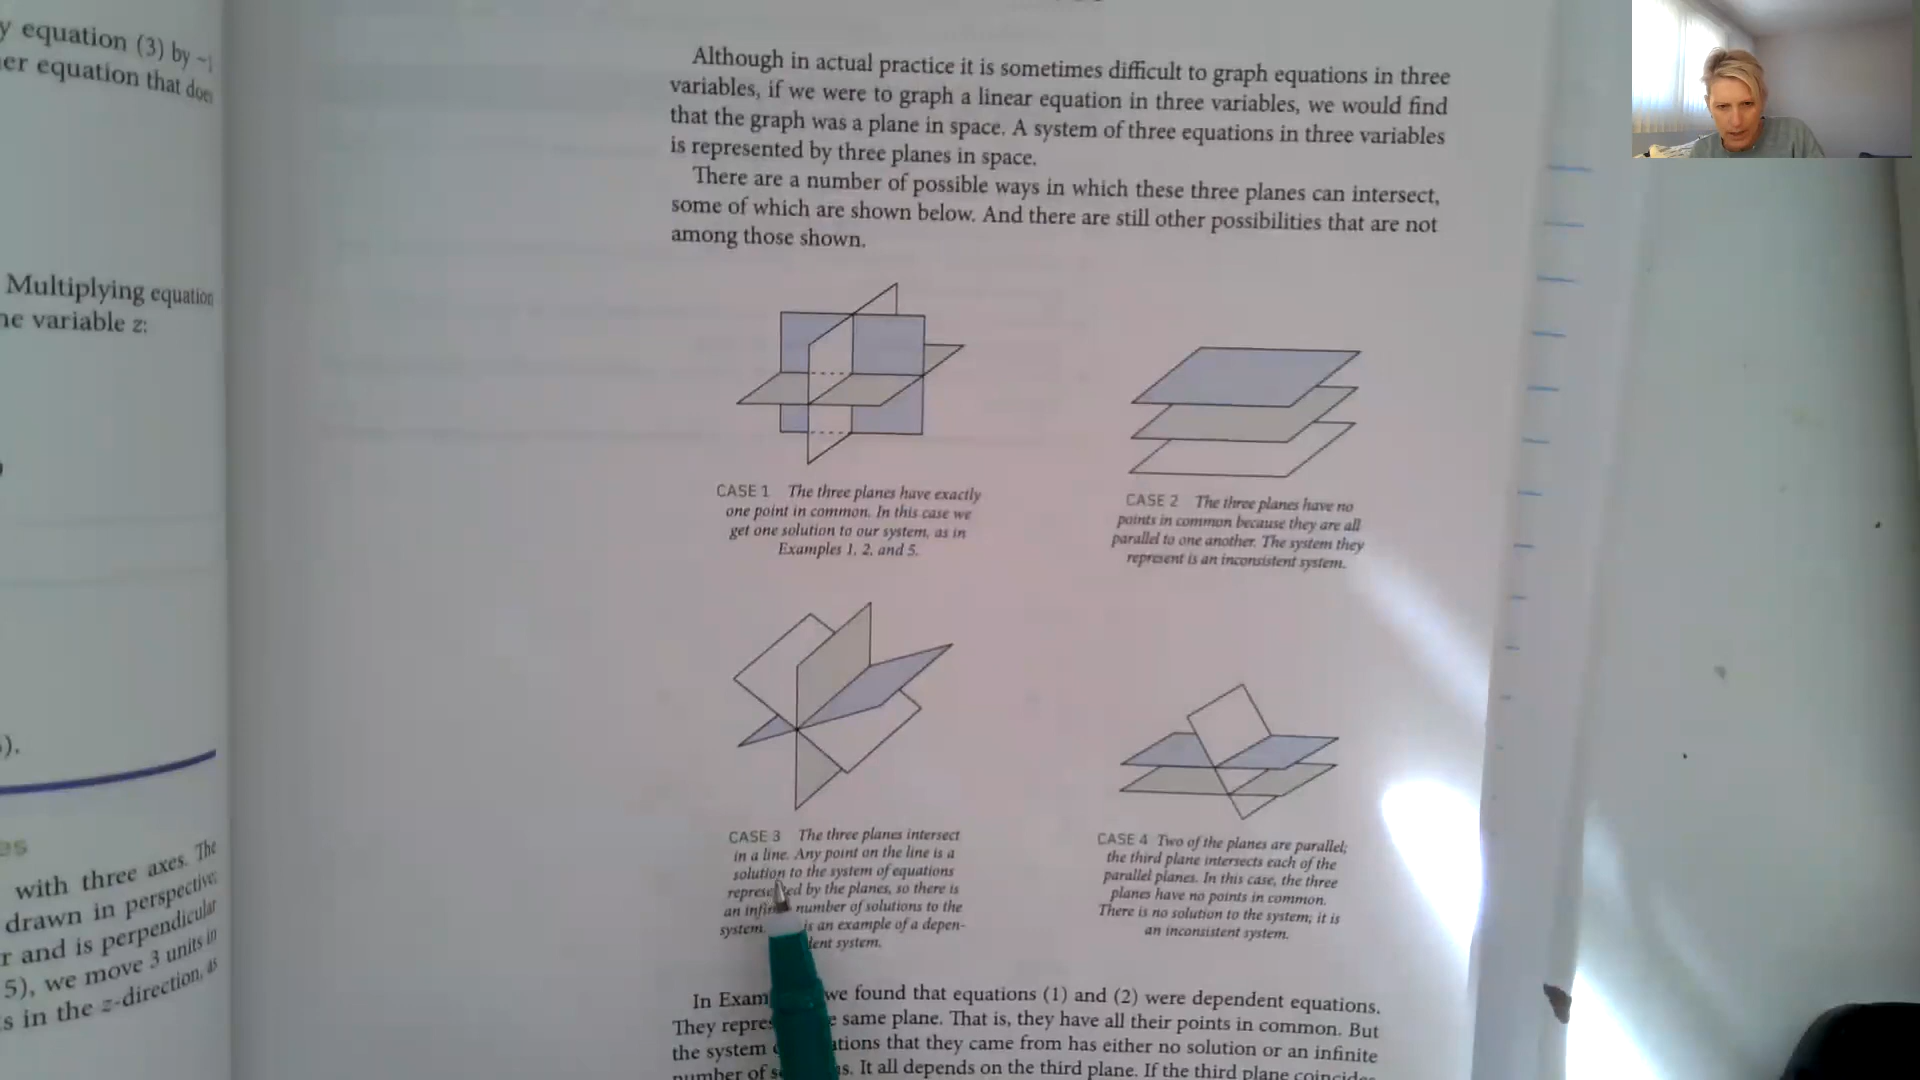 y equation (3) by
er equation that does
Multiplying equation
ne variable z:
).
es
with three axes. The
drawn in perspective
r and is perpendicular
5), we move 3 units in
s in the z-direction, as
Although in actual practice it is sometimes difficult to graph equations in three
variables, if we were to graph a linear equation in three variables, we would find
that the graph was a plane in space. A system of three equations in three variables
is represented by three planes in space.
There are a number of possible ways in which these three planes can intersect,
some of which are shown below. And there are still other possibilities that are not
among those shown.
CASE 1 The three planes have exactly
one point in common. In this case we
get one solution to our system, as in
Examples 1, 2, and 5.
CASE 2 The three planes have no
points in common because they are all
parallel to one another. The system they
represent is an inconsistent system.
CASE 3 The three planes intersect
in a line. Any point on the line is a
solution to the system of equations
represented by the planes, so there is
an infin number of solutions to the
system. is an example of a depen-
dent system.
CASE 4 Two of the planes are parallel;
the third plane intersects each of the
parallel planes. In this case, the three
planes have no points in common.
There is no solution to the system; it is
an inconsistent system.
In Exam we found that equations (1) and (2) were dependent equations.
They repres e same plane. That is, they have all their points in common. But
the system ations that they came from has either no solution or an infinite
number of s s. It all depends on the third plane. If the third plane coincides